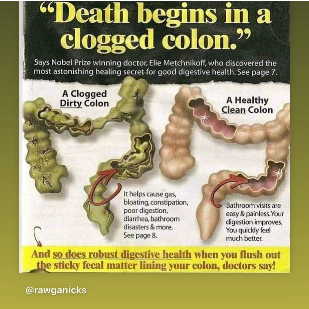 “Death begins in a
clogged colon.”
Says Nobel Prize winning doctor, Elie Metchnikoff, who discovered the
most astonishing healing secret for good digestive health. See page 7.
A Clogged
Dirty Colon
A Healthy
Clean Colon
It helps cause gas,
bloating, constipation,
poor digestion,
diarrhea, bathroom
disasters & more.
See page 8.
Bathroom visits are
easy & painless. Your
digestion improves.
You quickly feel
much better.
And so does robust digestive health when you flush out
the sticky fecal matter lining your colon, doctors say!
@rawganicks